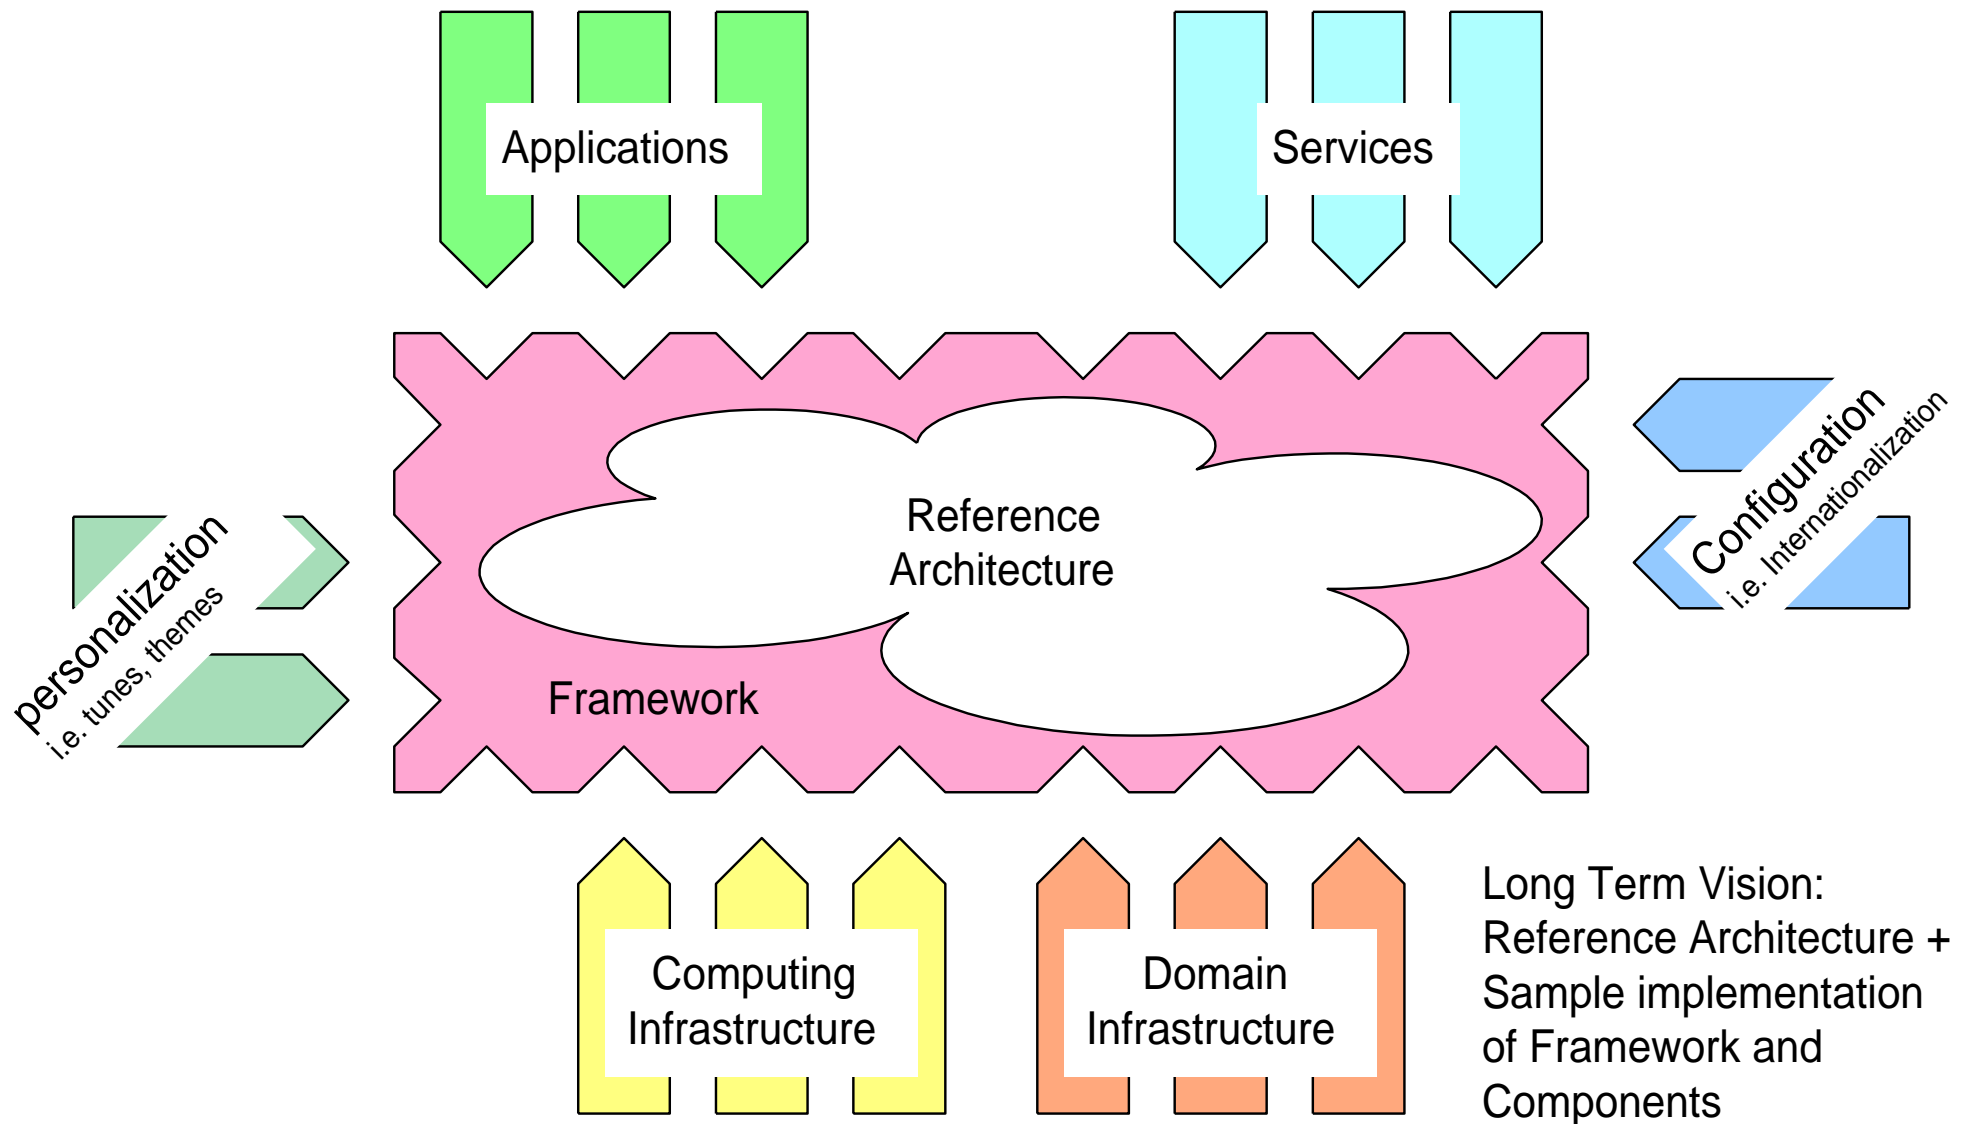 Applications
Services
Reference
Architecture
Framework
personalization
i.e. tunes, themes
Configuration
i.e. Internationalization
Computing
Infrastructure
Domain
Infrastructure
Long Term Vision:
Reference Architecture +
Sample implementation
of Framework and
Components